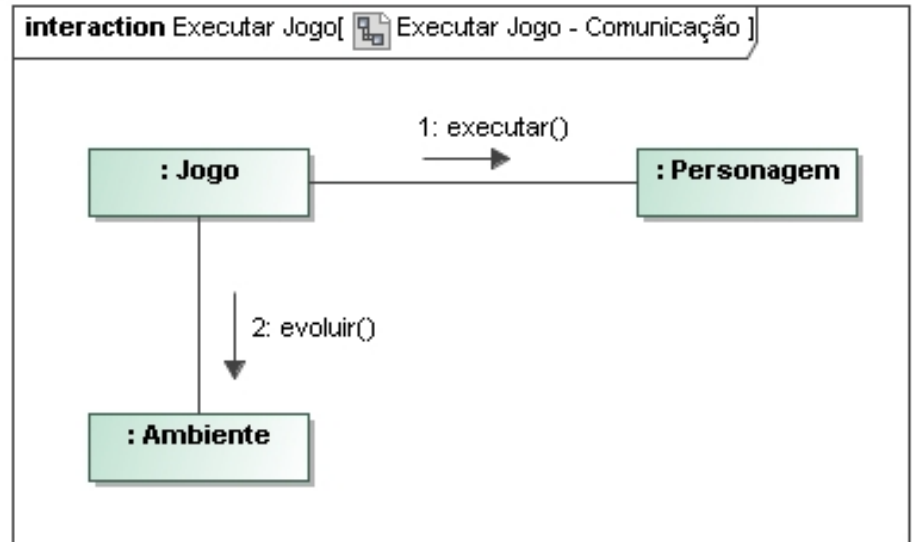 interaction Executar Jogo[ Executar Jogo - Comunicação ]
1: executar()
: Jogo
: Personagem
2: evoluir()
: Ambiente